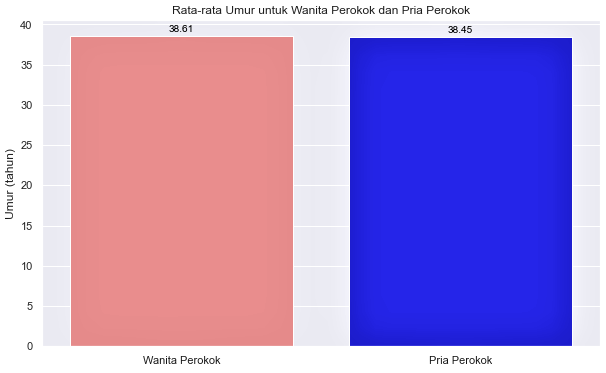 Rata-rata Umur untuk Wanita Perokok dan Pria Perokok
Umur (tahun)
40
35
30
25
20
15
10
5
0
38.61
38.45
Wanita Perokok
Pria Perokok